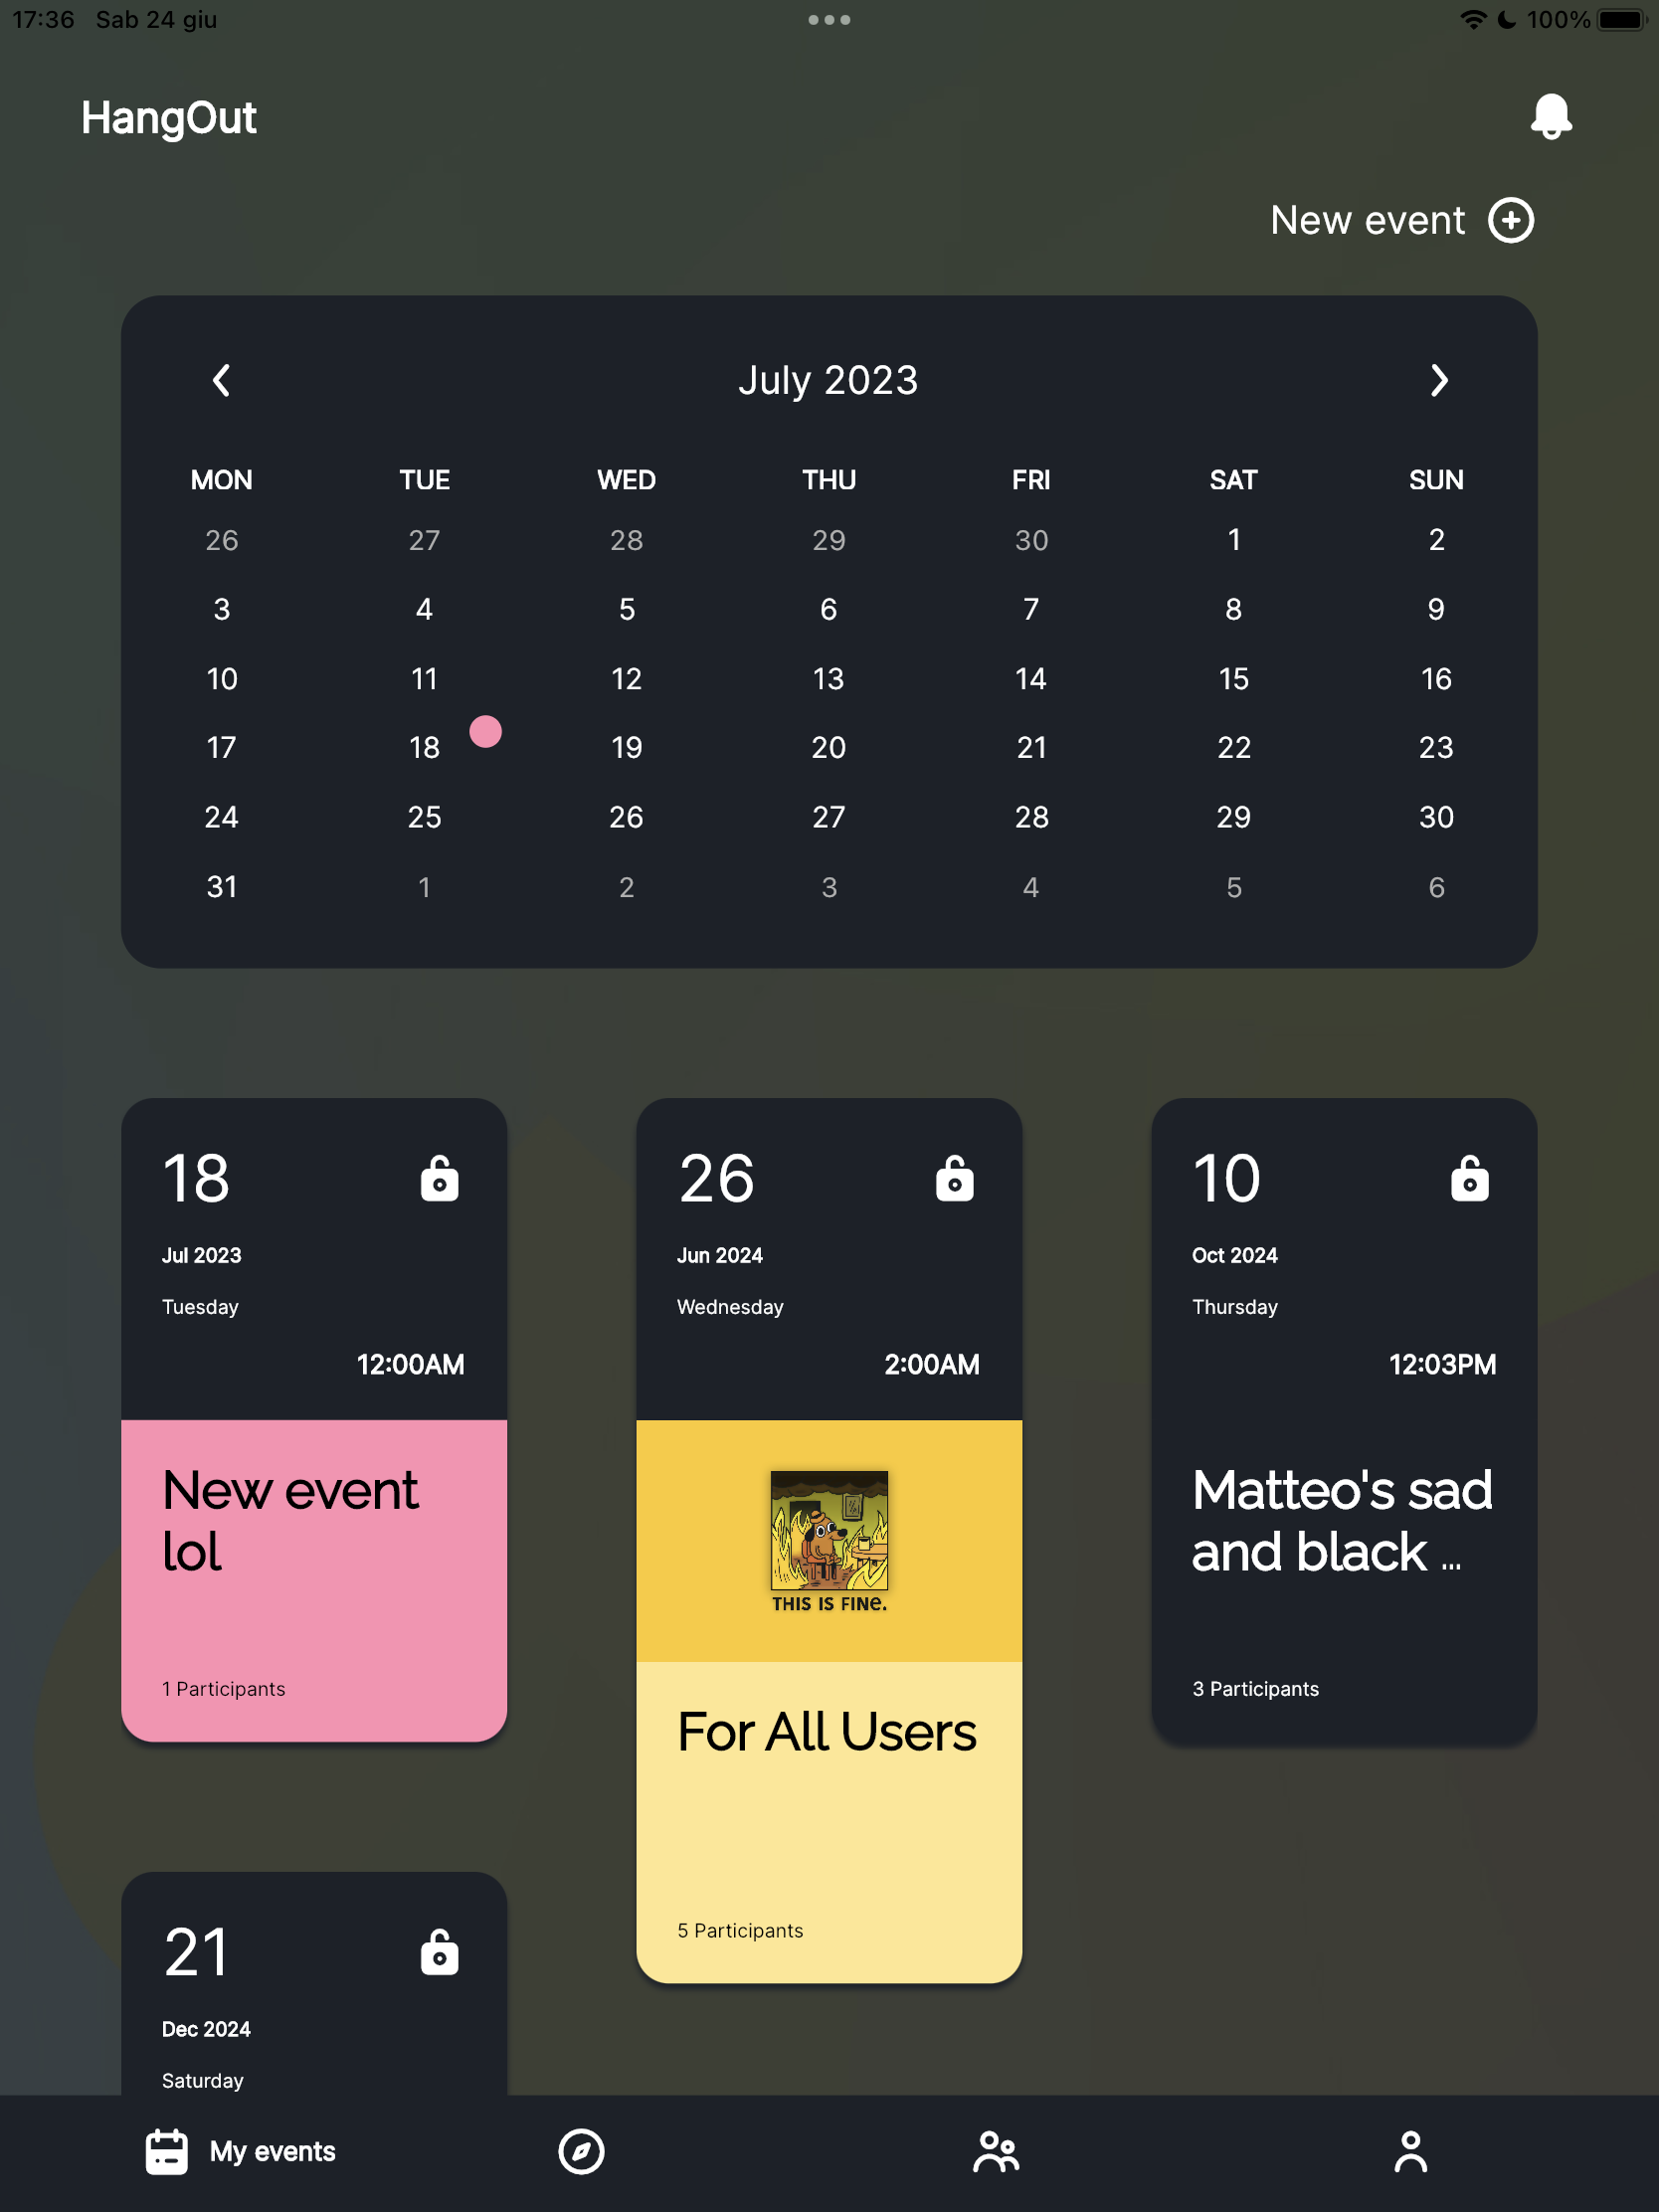 17:36 Sab 24 giu 100%
HangOut
New event
July 2023
MON TUE WED THU FRI SAT SUN
26 27 28 29 30 1 2
3 4 5 6 7 8 9
10 11 12 13 14 15 16
17 18 19 20 21 22 23
24 25 26 27 28 29 30
31 1 2 3 4 5 6
18
Jul 2023
Tuesday
12:00AM
New event
lol
1 Participants
26
Jun 2024
Wednesday
2:00AM
THIS IS FINe.
For All Users
5 Participants
10
Oct 2024
Thursday
12:03PM
Matteo's sad
and black ...
3 Participants
21
Dec 2024
Saturday
My events